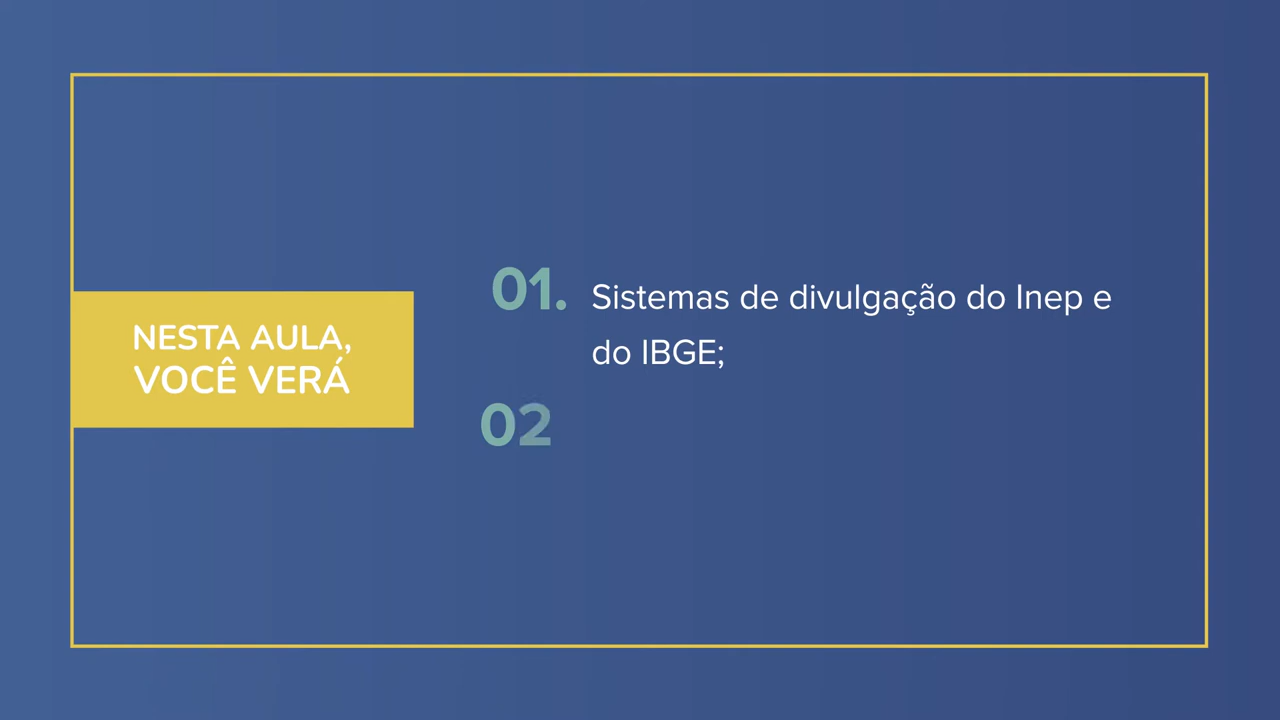 NESTA AULA,
VOCÊ VERÁ
01. Sistemas de divulgação do Inep e
do IBGE;
02